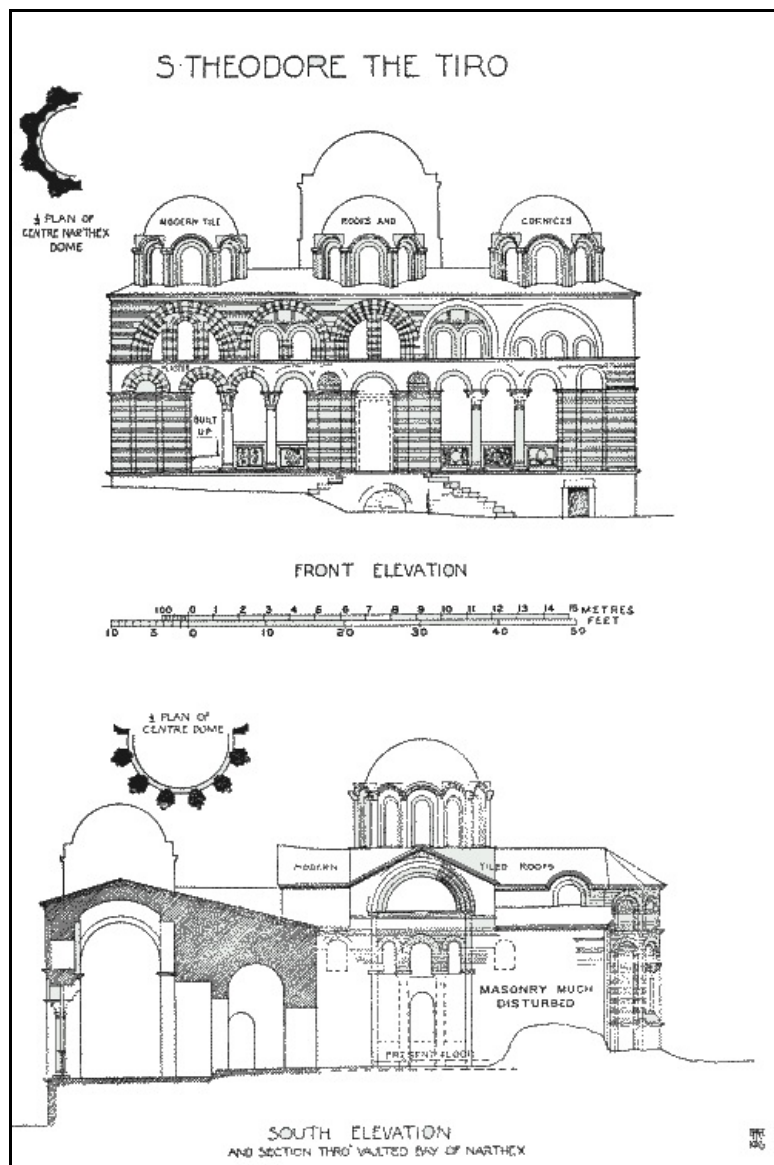 S·THEODORE THE TIRO
½ PLAN OF
CENTRE NARTHEX
DOME
MODERN TILE
ROOFS AND
CORNICES
PLASTER
BUILT
UP
FRONT ELEVATION
100 0 1 2 3 4 5 6 7 8 9 10 11 12 13 14 15 METRES
10 5 0 10 20 30 40 50 FEET
½ PLAN OF
CENTRE DOME
MODERN
TILED ROOFS
MASONRY MUCH
DISTURBED
PRESENT FLOOR
SOUTH ELEVATION
AND SECTION THRO' VAULTED BAY OF NARTHEX